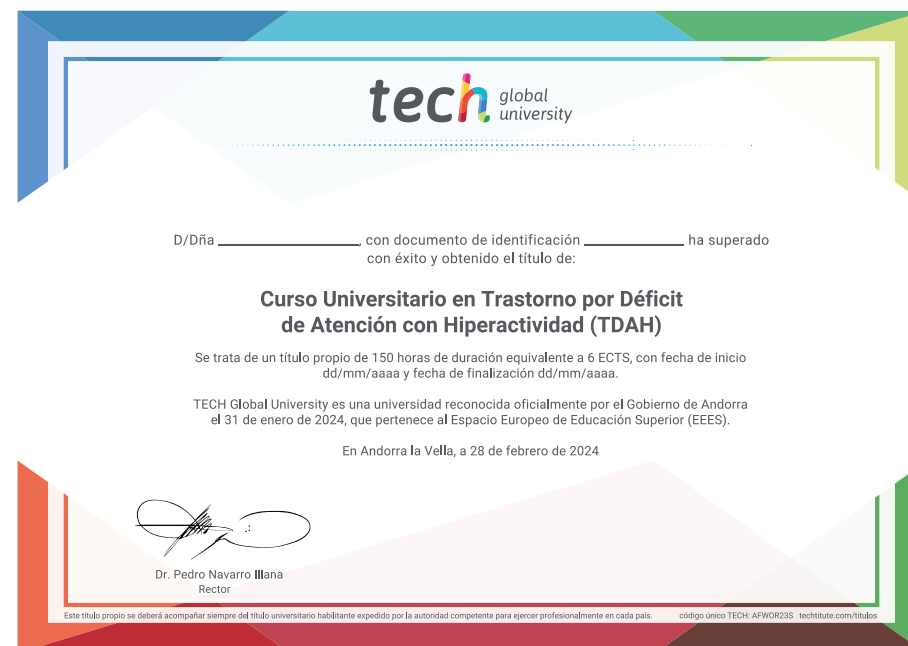 tech global
university
D/Dña ____________________, con documento de identificación ______________ ha superado
con éxito y obtenido el título de:
Curso Universitario en Trastorno por Déficit
de Atención con Hiperactividad (TDAH)
Se trata de un título propio de 150 horas de duración equivalente a 6 ECTS, con fecha de inicio
dd/mm/aaaa y fecha de finalización dd/mm/aaaa.
TECH Global University es una universidad reconocida oficialmente por el Gobierno de Andorra
el 31 de enero de 2024, que pertenece al Espacio Europeo de Educación Superior (EEES).
En Andorra la Vella, a 28 de febrero de 2024
Dr. Pedro Navarro Illana
Rector
Este título propio se deberá acompañar siempre del título universitario habilitante expedido por la autoridad competente para ejercer profesionalmente en cada país. código único TECH: AFWOR23S techtitute.com/titulos